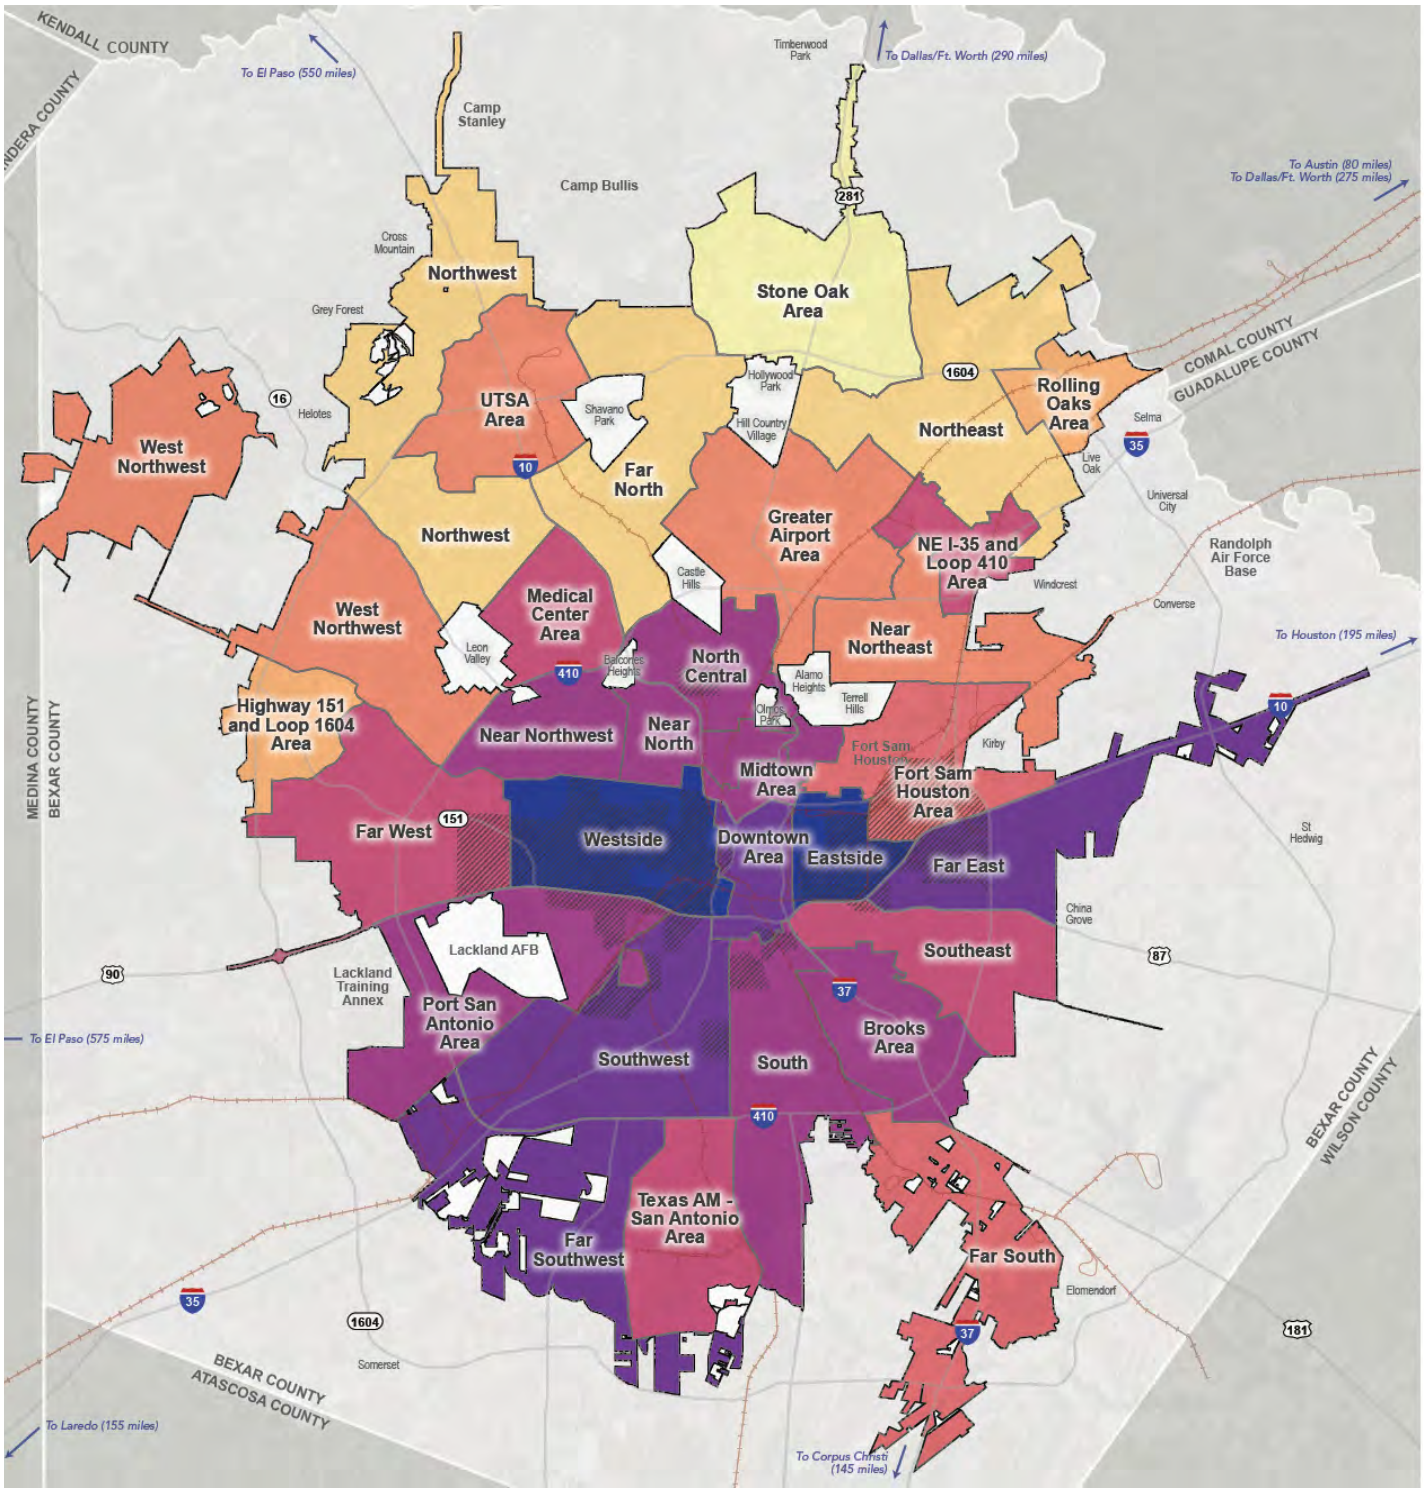 KENDALL COUNTY
NDERA COUNTY
To El Paso (550 miles)
Timberwood
Park
To Dallas/Ft. Worth (290 miles)
Camp
Stanley
Camp Bullis
To Austin (80 miles)
To Dallas/Ft. Worth (275 miles)
281
Cross
Mountain
Northwest
Grey Forest
Stone Oak
Area
COMAL COUNTY
GUADALUPE COUNTY
16
Helotes
UTSA
Area
Shavano
Park
Hollywood
Park
Hill Country
Village
1604
Rolling
Oaks
Area
Selma
35
Northeast
Live
Oak
West
Northwest
10
Far
North
Universal
City
Northwest
Greater
Airport
Area
NE I-35 and
Loop 410
Area
Randolph
Air Force
Base
Castle
Hills
Windcrest
Converse
West
Northwest
Medical
Center
Area
Leon
Valley
410
Balcones
Heights
North
Central
Near
Northeast
To Houston (195 miles)
Alamo
Heights
Terrell
Hills
Olmos
Park
10
Highway 151
and Loop 1604
Area
MEDINA COUNTY
BEXAR COUNTY
Near Northwest
Near
North
Kirby
Fort Sam
Houston
Midtown
Area
Fort Sam
Houston
Area
Far West
151
Westside
Downtown
Area
Eastside
Far East
St
Hedwig
China
Grove
Lackland AFB
Southeast
87
90
Lackland
Training
Annex
37
Port San
Antonio
Area
Brooks
Area
To El Paso (575 miles)
Southwest
South
410
BEXAR COUNTY
WILSON COUNTY
Texas AM -
San Antonio
Area
Far
Southwest
Far South
Elomendorf
35
1604
37
181
Somerset
BEXAR COUNTY
ATASCOSA COUNTY
To Laredo (155 miles)
To Corpus Christi
(145 miles)